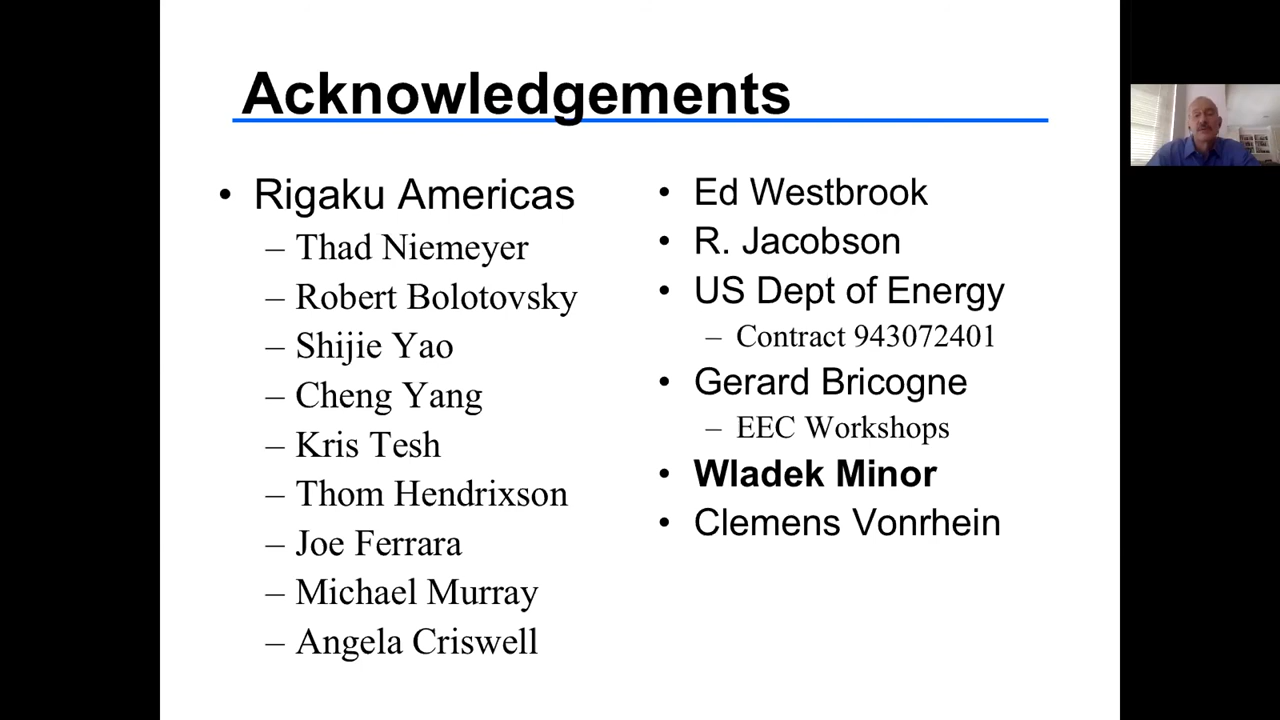 Acknowledgements
• Rigaku Americas
– Thad Niemeyer
– Robert Bolotovsky
– Shijie Yao
– Cheng Yang
– Kris Tesh
– Thom Hendrixson
– Joe Ferrara
– Michael Murray
– Angela Criswell
• Ed Westbrook
• R. Jacobson
• US Dept of Energy
– Contract 943072401
• Gerard Bricogne
– EEC Workshops
• Wladek Minor
• Clemens Vonrhein